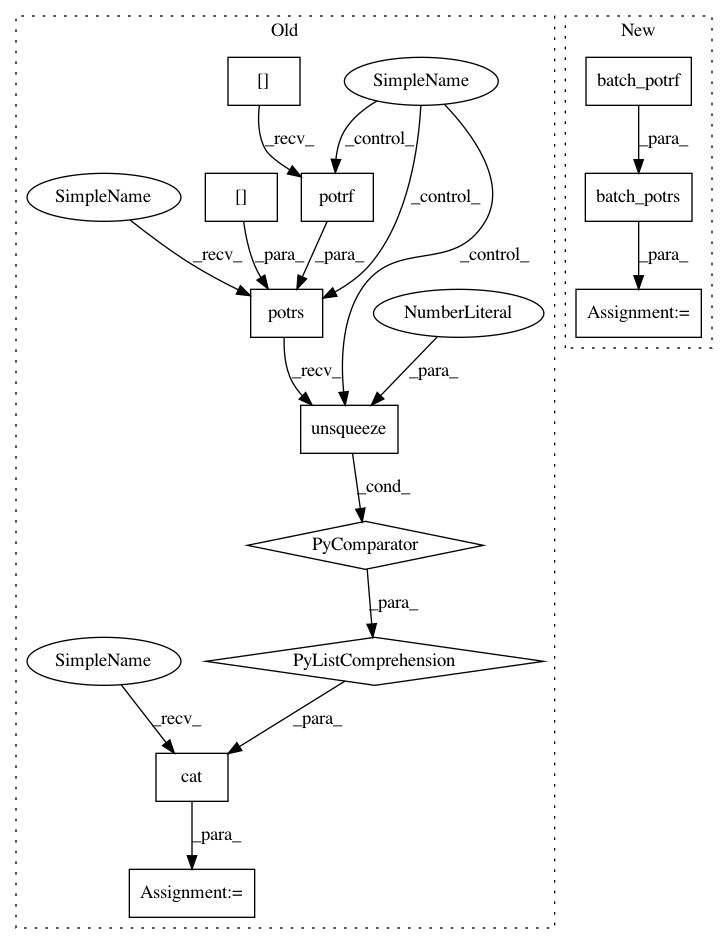 Old
New
[]
SimpleName
batch_potrf
_recv_
_control_
_para_
SimpleName
[]
potrf
batch_potrs
_control_
_recv_
_para_
_para_
_control_
_para_
potrs
NumberLiteral
Assignment:=
_recv_
_para_
unsqueeze
_cond_
PyComparator
_para_
SimpleName
PyListComprehension
_recv_
_para_
cat
_para_
Assignment:=